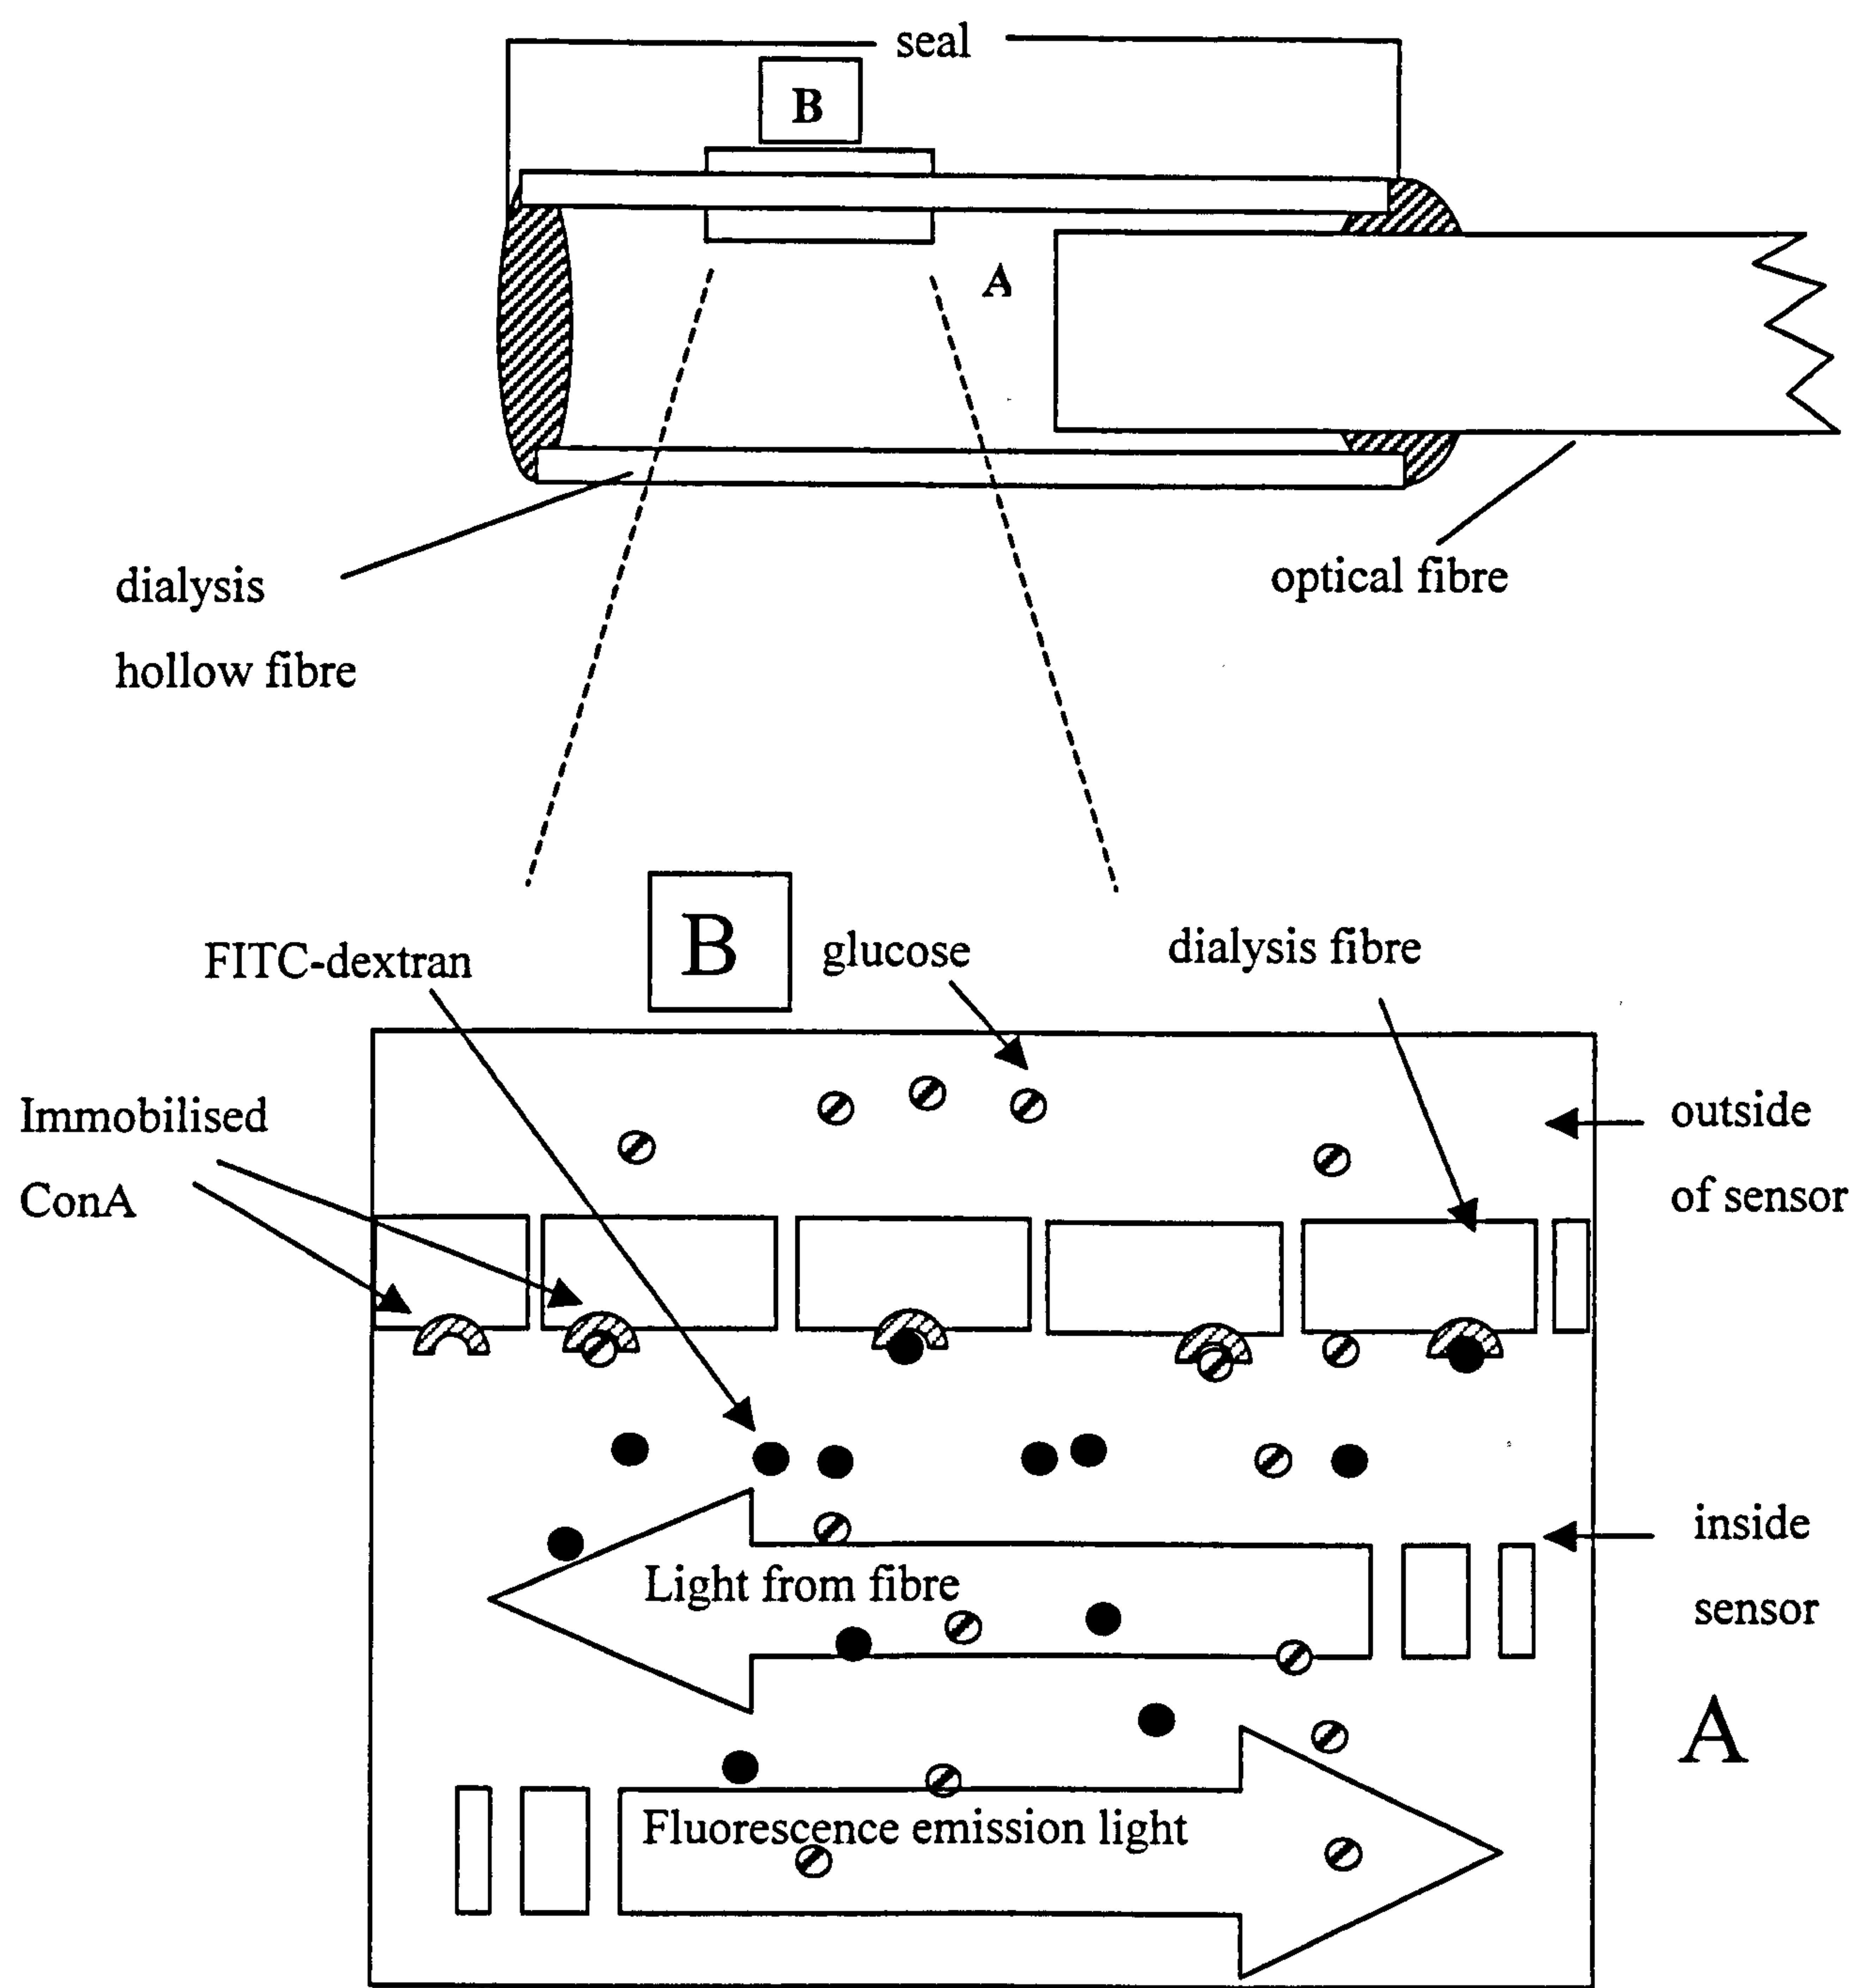 seal
B
A
dialysis
hollow fibre
optical fibre
B
FITC-dextran
glucose
dialysis fibre
Immobilised
ConA
outside
of sensor
Light from fibre
inside
sensor
A
Fluorescence emission light